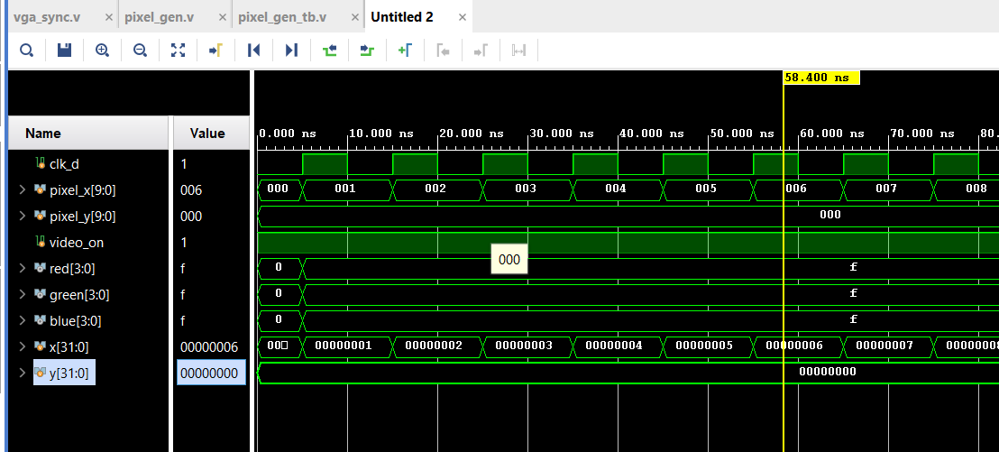 vga_sync.v × pixel_gen.v × pixel_gen_tb.v × Untitled 2 ×
58.400 ns
Name Value 0.000 ns 10.000 ns 20.000 ns 30.000 ns 40.000 ns 50.000 ns 60.000 ns 70.000 ns 80.
clk_d 1
pixel_x[9:0] 006 000 001 002 003 004 005 006 007 008
pixel_y[9:0] 000 000
video_on 1
000
red[3:0] f 0 f
green[3:0] f 0 f
blue[3:0] f 0 f
x[31:0] 00000006 00▯ 00000001 00000002 00000003 00000004 00000005 00000006 00000007 00000008
y[31:0] 00000000 00000000